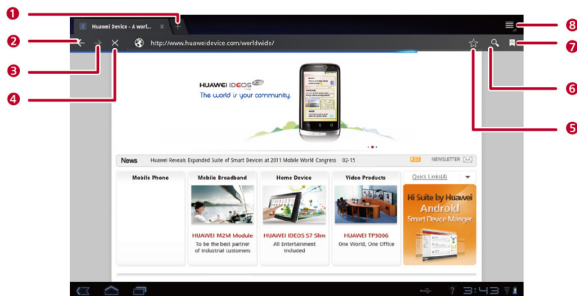 1
Huawei Device - A worl... x +
8
2
http://www.huaweidevice.com/worldwide/
7
3
4
6
5
HUAWEI IDEOS
The world is your community.
News Huawei Reveals Expanded Suite of Smart Devices at 2011 Mobile World Congress 02-15 NEWSLETTER
Mobile Phone Mobile Broadband Home Device Video Products Quick Links(4)
Hi Suite by Huawei
Android
Smart Device Manager
HUAWEI M2M Module HUAWEI IDEOS S7 Slim HUAWEI TP3006
To be the best partner All Entertainment One World, One Office
of industrial customers Included
? 3:43